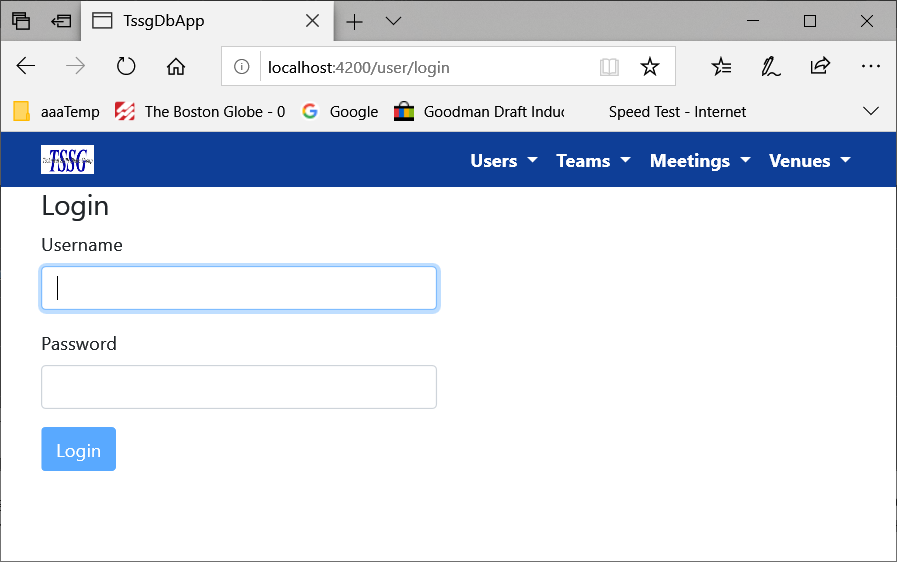 TssgDbApp
localhost:4200/user/login
aaaTemp The Boston Globe - 0 Google Goodman Draft Induc Speed Test - Internet
TSSG Users Teams Meetings Venues
Login
Username
Password
Login